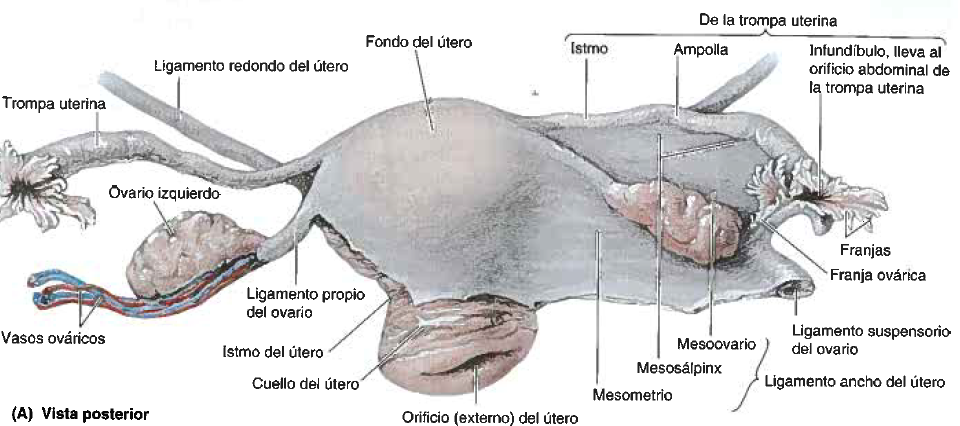 De la trompa uterina
Istmo
Ampolla
Infundíbulo, lleva al
orificio abdominal de
la trompa uterina
Fondo del útero
Ligamento redondo del útero
Trompa uterina
Ovario izquierdo
Franjas
Franja ovárica
Ligamento propio
del ovario
Vasos ováricos
Istmo del útero
Cuello del útero
Orificio (externo) del útero
Mesoovario
Mesosálpinx
Mesometrio
Ligamento suspensorio
del ovario
Ligamento ancho del útero
(A) Vista posterior